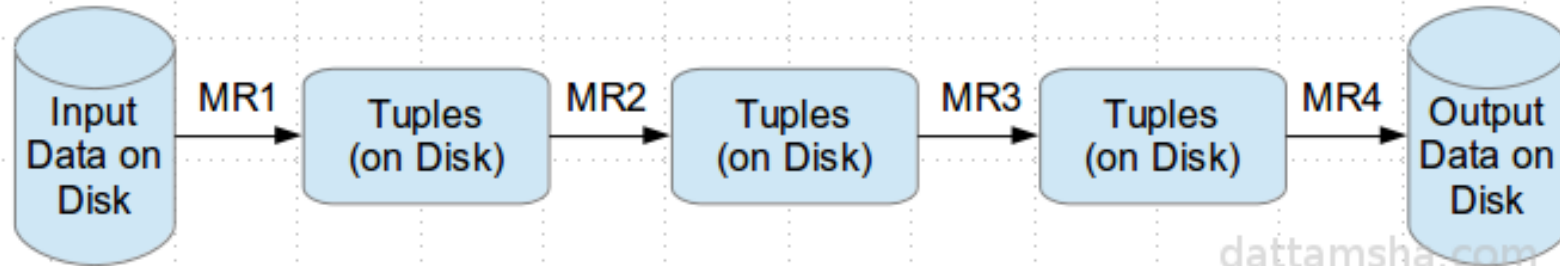 Input
Data on
Disk
MR1
Tuples
(on Disk)
MR2
Tuples
(on Disk)
MR3
Tuples
(on Disk)
MR4
Output
Data on
Disk
dattamsha.com